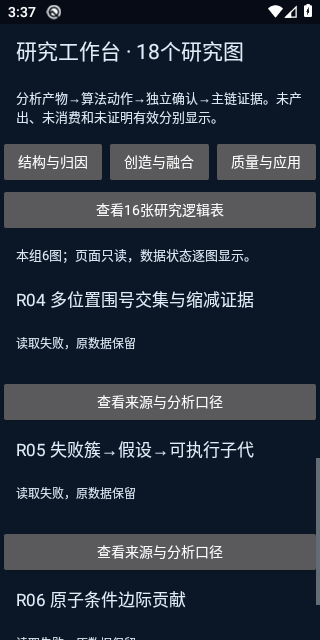 3:37
研究工作台 · 18个研究图
分析产物→算法动作→独立确认→主链证据。未产
出、未消费和未证明有效分别显示。
结构与归因 创造与融合 质量与应用
查看16张研究逻辑表
本组6图；页面只读，数据状态逐图显示。
R04 多位置围号交集与缩减证据
读取失败，原数据保留
查看来源与分析口径
R05 失败簇→假设→可执行子代
读取失败，原数据保留
查看来源与分析口径
R06 原子条件边际贡献